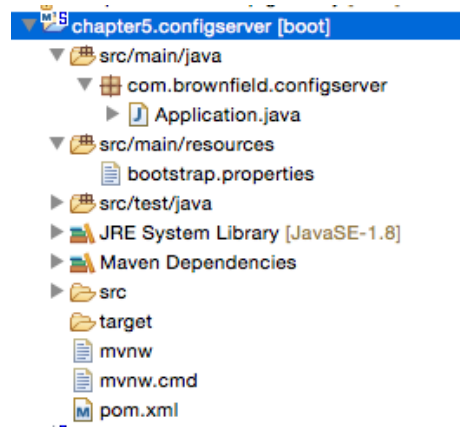 chapter5.configserver [boot]
src/main/java
com.brownfield.configserver
Application.java
src/main/resources
bootstrap.properties
src/test/java
JRE System Library [JavaSE-1.8]
Maven Dependencies
src
target
mvnw
mvnw.cmd
pom.xml